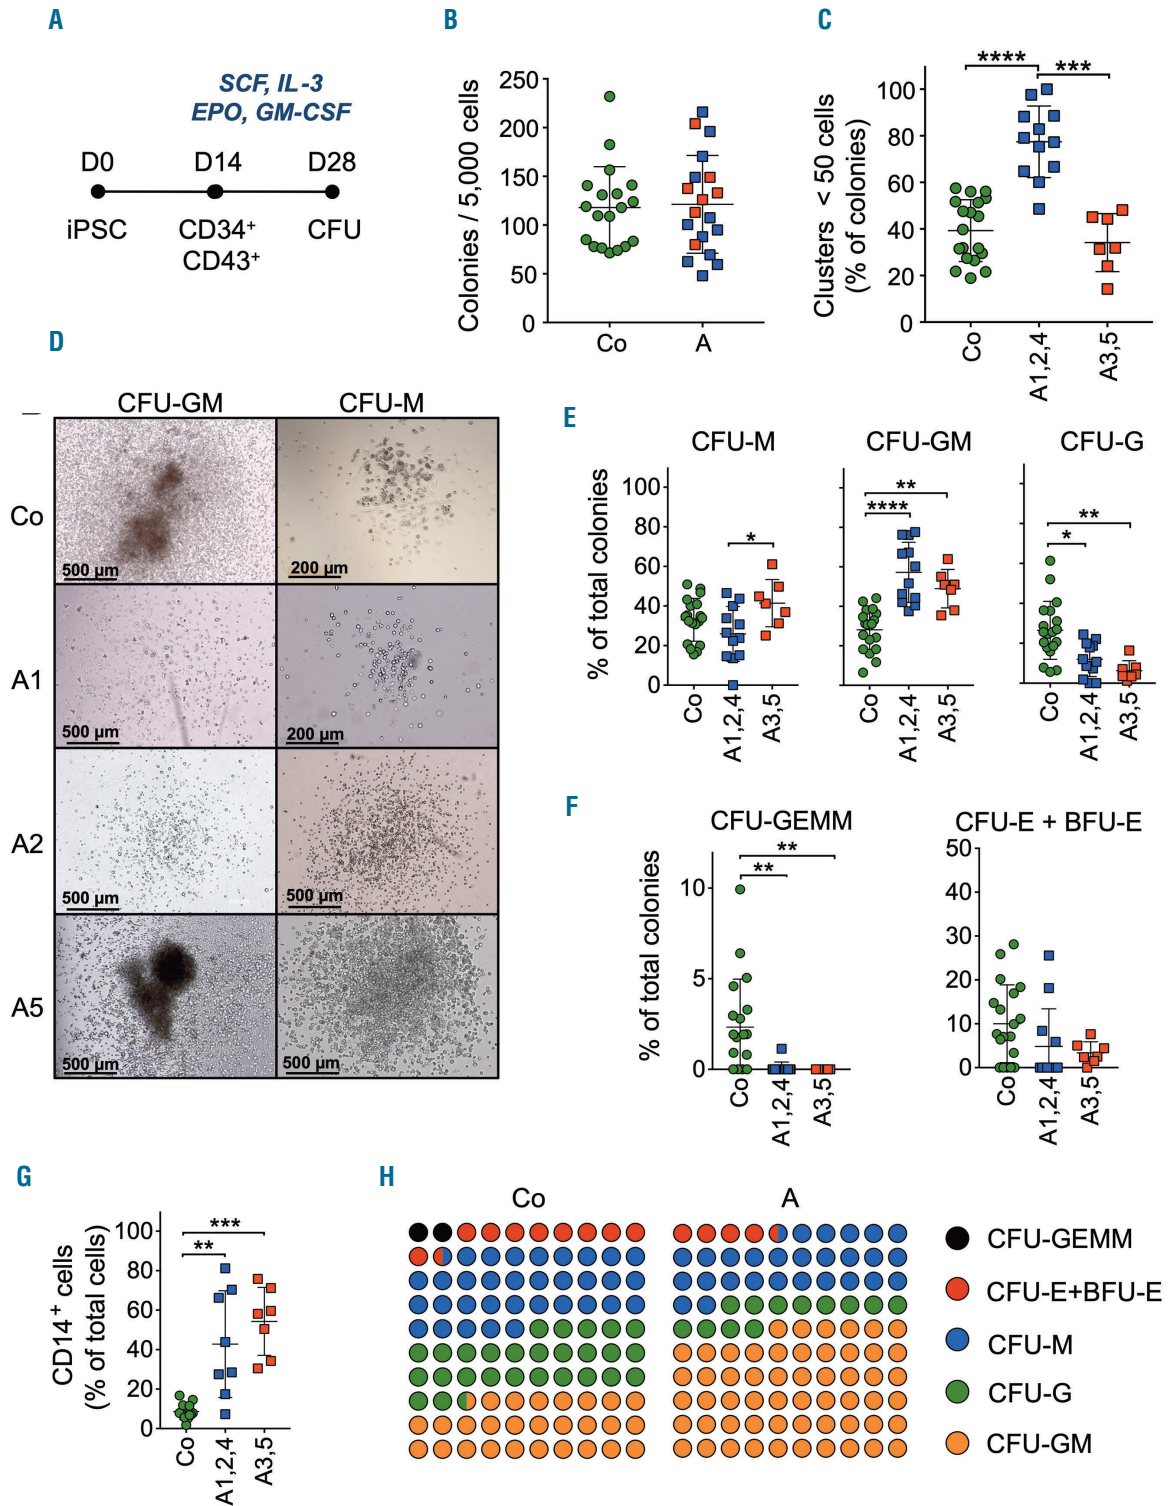 A
SCF, IL-3
EPO, GM-CSF
D0 D14 D28
iPSC CD34+ CFU
CD43+
B
Colonies / 5,000 cells
250
200
150
100
50
0
Co A
C
Clusters < 50 cells
(% of colonies)
**** ***
100
80
60
40
20
0
Co A1,2,4 A3,5
D
CFU-GM CFU-M
Co
500 µm 200 µm
A1
500 µm 200 µm
A2
500 µm 500 µm
A5
500 µm 500 µm
E
CFU-M CFU-GM CFU-G
% of total colonies
100
80
60
40
20
0
*
**
****
**
*
Co A1,2,4 A3,5
Co A1,2,4 A3,5
Co A1,2,4 A3,5
F
CFU-GEMM CFU-E + BFU-E
% of total colonies
**
**
10
5
0
Co A1,2,4 A3,5
50
40
30
20
10
0
Co A1,2,4 A3,5
G
CD14+ cells
(% of total cells)
***
**
100
80
60
40
20
0
Co A1,2,4 A3,5
H
Co A
CFU-GEMM
CFU-E+BFU-E
CFU-M
CFU-G
CFU-GM